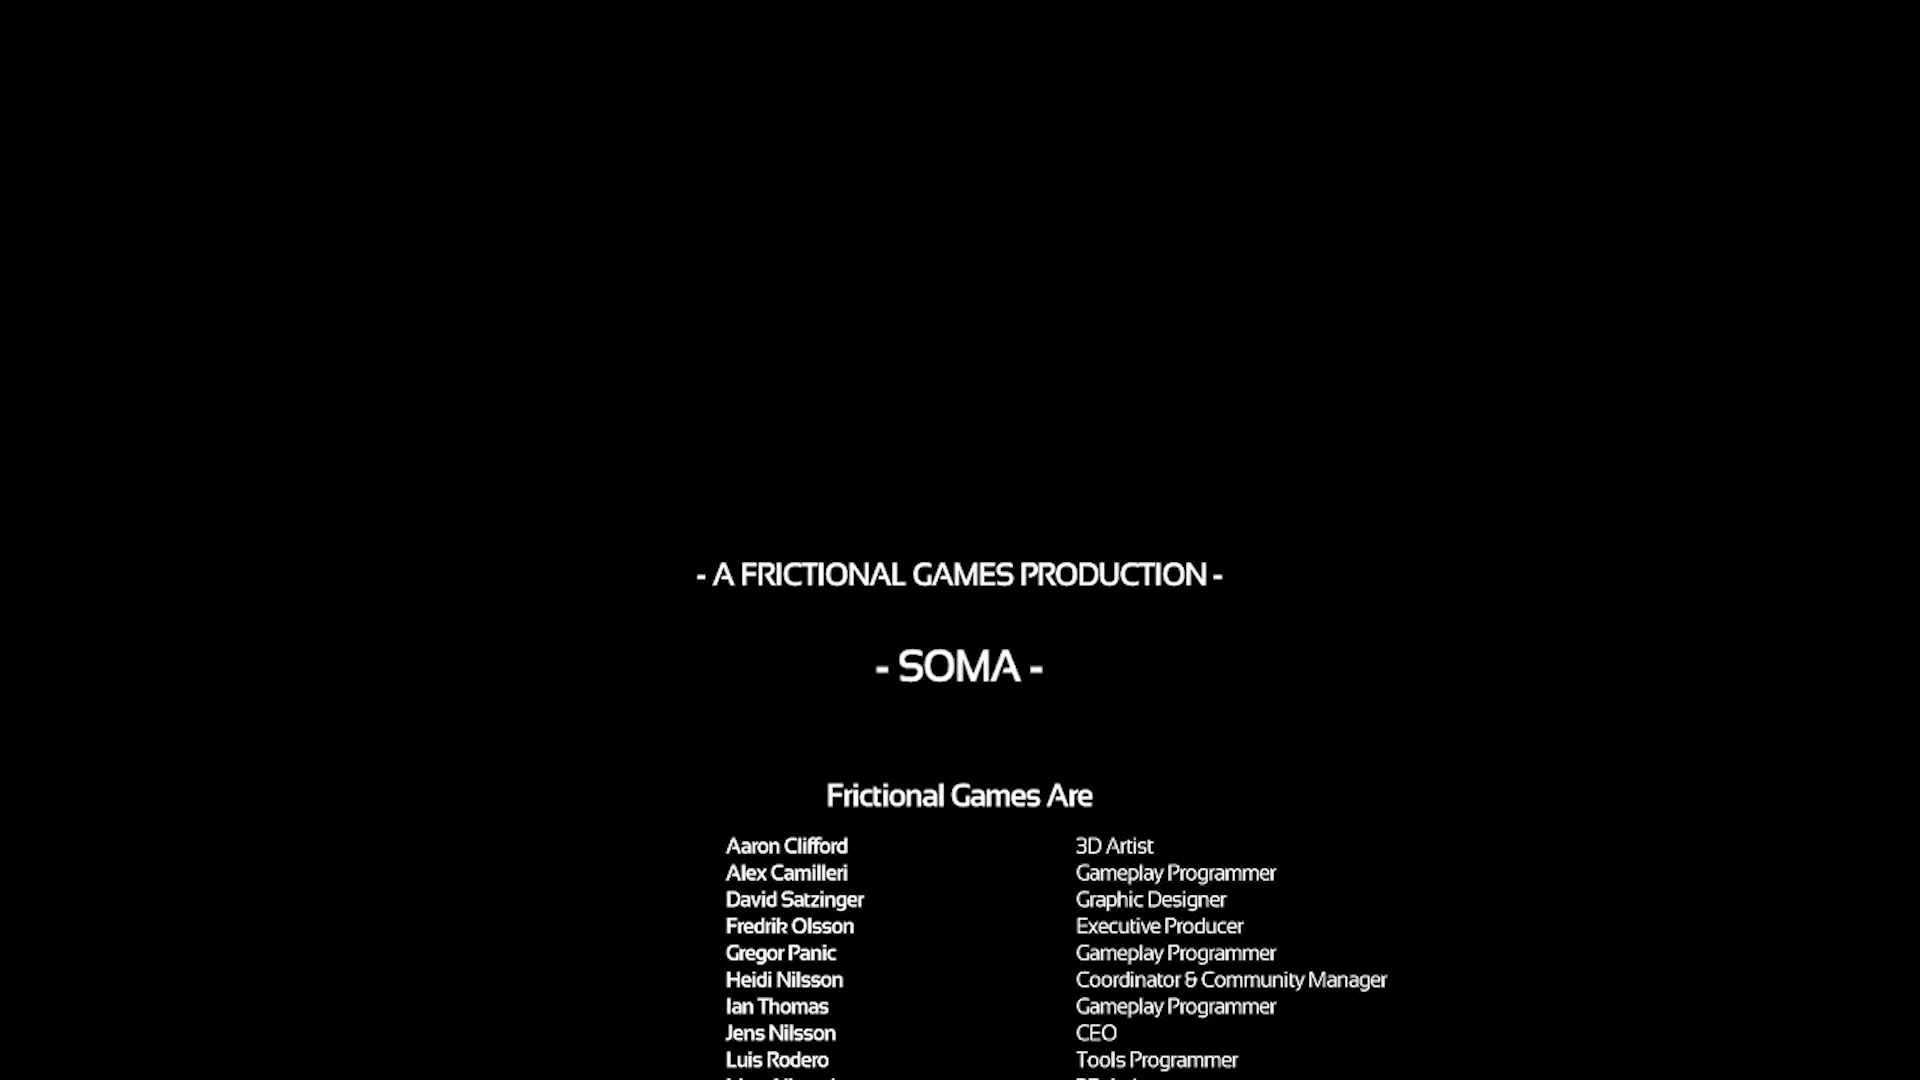 - A FRICTIONAL GAMES PRODUCTION -
- SOMA -
Frictional Games Are
Aaron Clifford 3D Artist
Alex Camilleri Gameplay Programmer
David Satzinger Graphic Designer
Fredrik Olsson Executive Producer
Gregor Panic Gameplay Programmer
Heidi Nilsson Coordinator & Community Manager
Ian Thomas Gameplay Programmer
Jens Nilsson CEO
Luis Rodero Tools Programmer